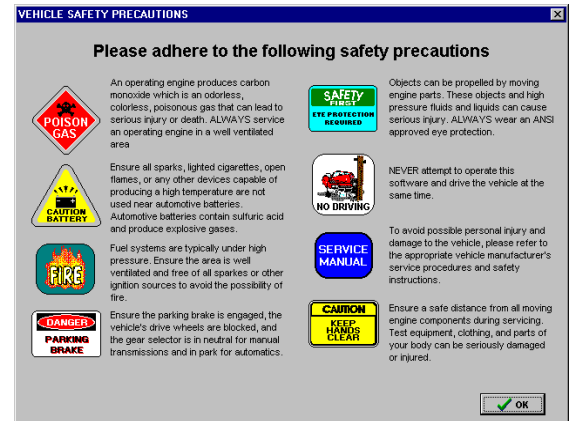 VEHICLE SAFETY PRECAUTIONS
Please adhere to the following safety precautions
POISON
GAS
An operating engine produces carbon
monoxide which is an odorless,
colorless, poisonous gas that can lead to
serious injury or death. ALWAYS service
an operating engine in a well ventilated
area
CAUTION
BATTERY
Ensure all sparks, lighted cigarettes, open
flames, or any other devices capable of
producing a high temperature are not
used near automotive batteries.
Automotive batteries contain sulfuric acid
and produce explosive gases.
FIRE
Fuel systems are typically under high
pressure. Ensure the area is well
ventilated and free of all sparkes or other
ignition sources to avoid the possibility of
fire.
DANGER
PARKING
BRAKE
Ensure the parking brake is engaged, the
vehicle's drive wheels are blocked, and
the gear selector is in neutral for manual
transmissions and in park for automatics.
SAFETY
FIRST
EYE PROTECTION
REQUIRED
Objects can be propelled by moving
engine parts. These objects and high
pressure fluids and liquids can cause
serious injury. ALWAYS wear an ANSI
approved eye protection.
NO DRIVING
NEVER attempt to operate this
software and drive the vehicle at the
same time.
SERVICE
MANUAL
To avoid possible personal injury and
damage to the vehicle, please refer to
the appropriate vehicle manufacturer's
service procedures and safety
instructions.
CAUTION
KEEP
HANDS
CLEAR
Ensure a safe distance from all moving
engine components during servicing.
Test equipment, clothing, and parts of
your body can be seriously damaged
or injured.
OK